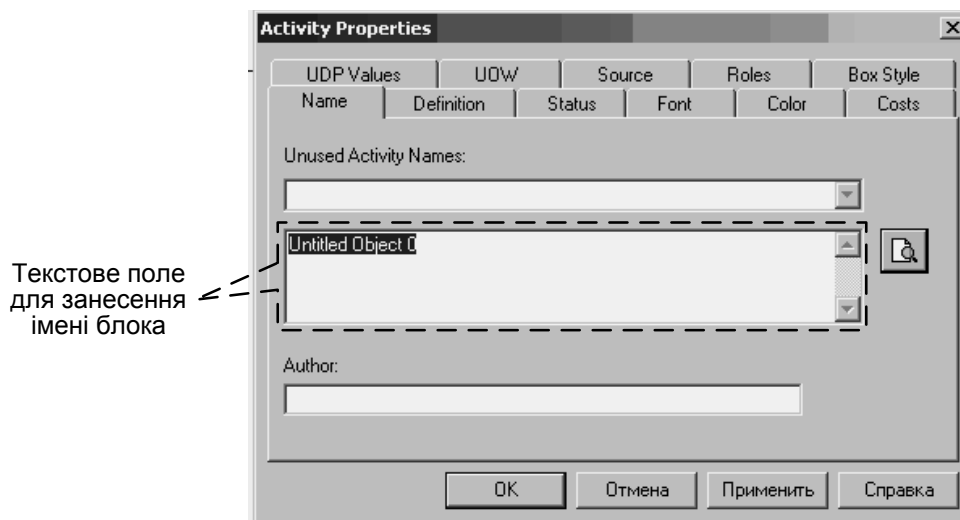 Activity Properties
UDP Values UOW Source Roles Box Style
Name Definition Status Font Color Costs
Unused Activity Names:
Untitled Object 0
Текстове поле
для занесення
імені блока
Author:
OK Отмена Применить Справка